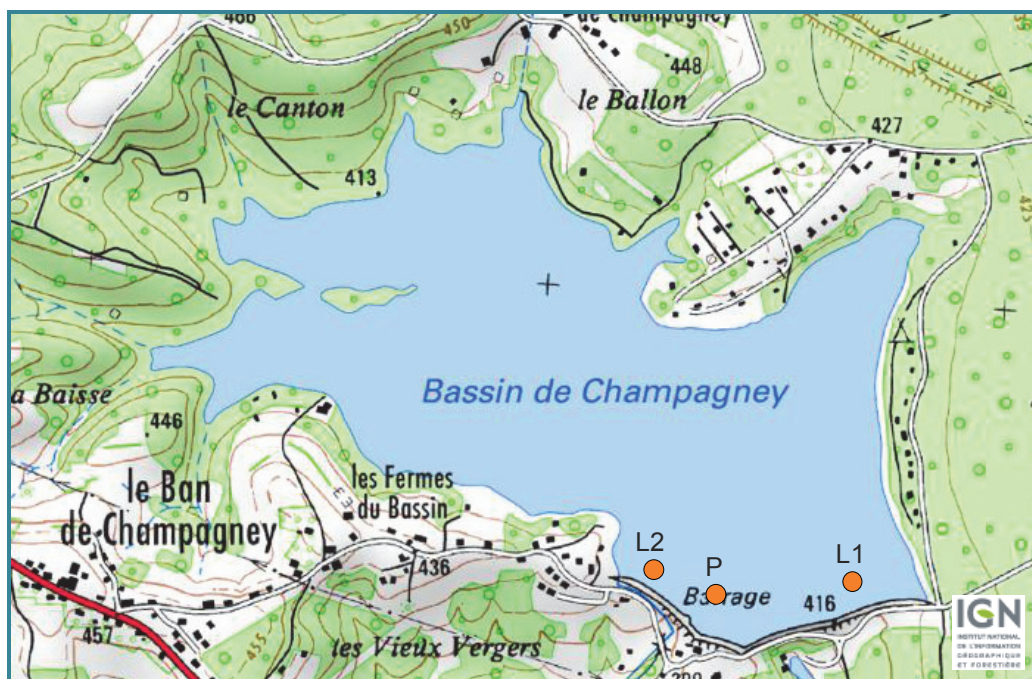 466
450
de Champagney
448
le Ballon
le Canton
427
413
Bassin de Champagney
a Baisse
446
le Ban
de Champagney
les Fermes
du Bassin
436
L2
P
L1
Barrage
416
457
455
les Vieux Vergers
IGN
INSTITUT NATIONAL
DE L'INFORMATION
GÉOGRAPHIQUE
ET FORESTIÈRE